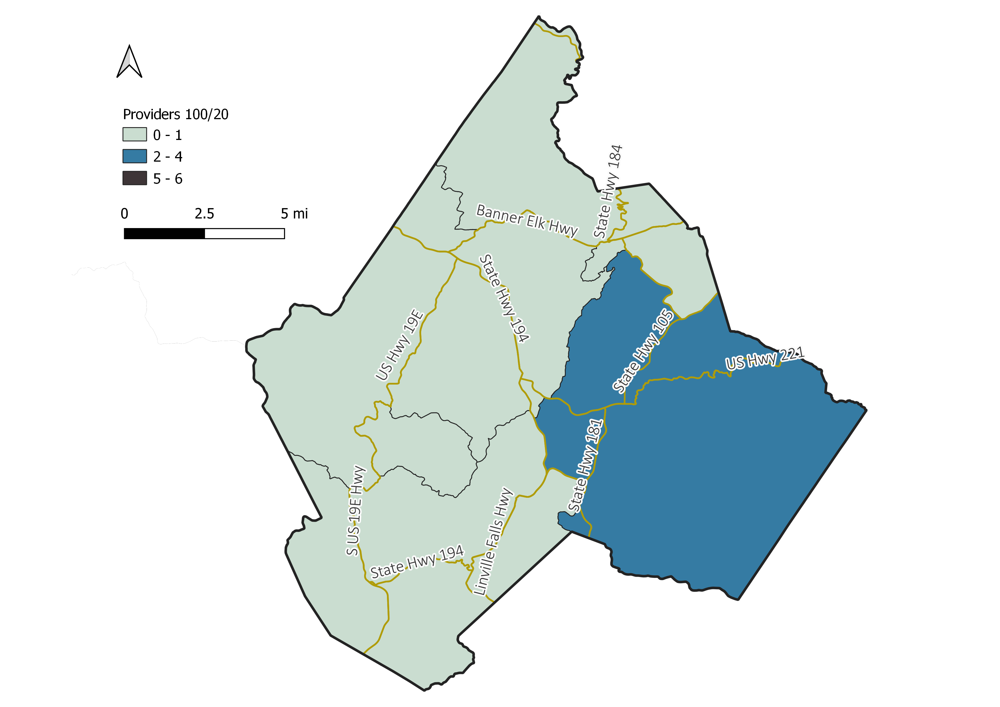 Providers 100/20
0 - 1
2 - 4
5 - 6
0 2.5 5 mi
State Hwy 184
Banner Elk Hwy
State Hwy 194
US Hwy 19E
State Hwy 105
US Hwy 221
State Hwy 181
S US 19E Hwy
Linville Falls Hwy
State Hwy 194